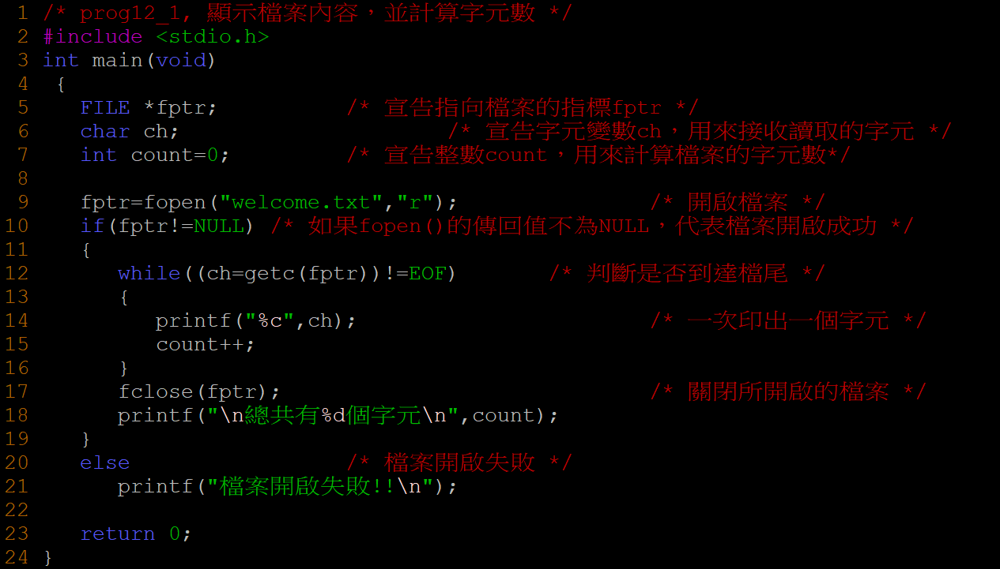 1 /* prog12_1, 顯示檔案內容，並計算字元數 */
2 #include <stdio.h>
3 int main(void)
4  {
5    FILE *fptr;          /* 宣告指向檔案的指標fptr */
6    char ch;                     /* 宣告字元變數ch，用來接收讀取的字元 */
7    int count=0;         /* 宣告整數count，用來計算檔案的字元數*/
8
9    fptr=fopen("welcome.txt","r");               /* 開啟檔案 */
10    if(fptr!=NULL) /* 如果fopen()的傳回值不為NULL，代表檔案開啟成功 */
11    {
12       while((ch=getc(fptr))!=EOF)       /* 判斷是否到達檔尾 */
13       {
14          printf("%c",ch);                       /* 一次印出一個字元 */
15          count++;
16       }
17       fclose(fptr);                             /* 關閉所開啟的檔案 */
18       printf("\n總共有%d個字元\n",count);
19    }
20    else                 /* 檔案開啟失敗 */
21       printf("檔案開啟失敗!!\n");
22
23    return 0;
24 }